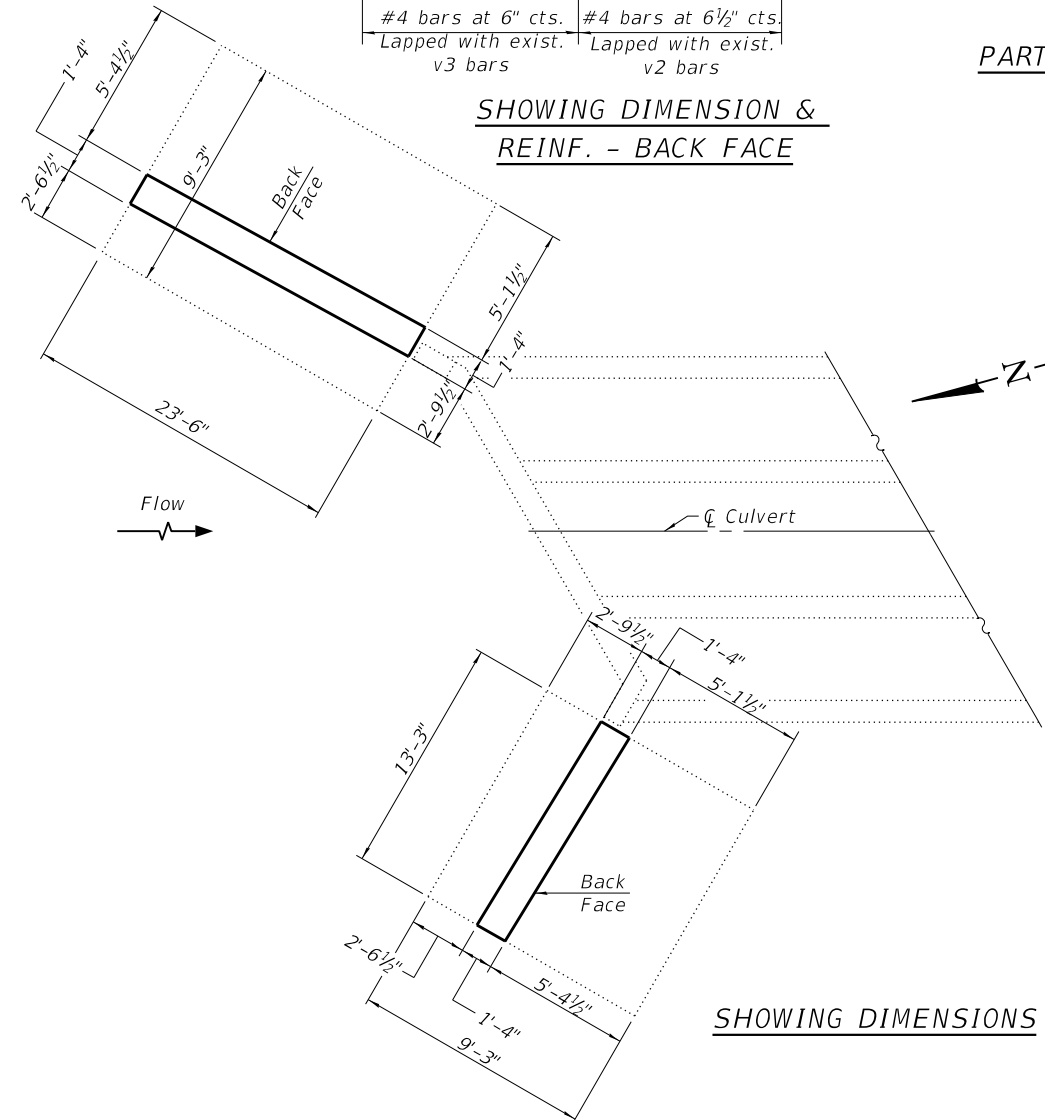 #4 bars at 6" cts.
Lapped with exist.
v3 bars
#4 bars at 6½" cts.
Lapped with exist.
v2 bars
PART
SHOWING DIMENSION &
REINF. - BACK FACE
1'-4"
5'-4½"
2'-6½"
9'-3"
Back
Face
5'-1½"
1'-4"
2'-9½"
23'-6"
N
Flow
℄ Culvert
2'-9½"
1'-4"
5'-1½"
13'-3"
Back
Face
2'-6½"
1'-4"
5'-4½"
9'-3"
SHOWING DIMENSIONS